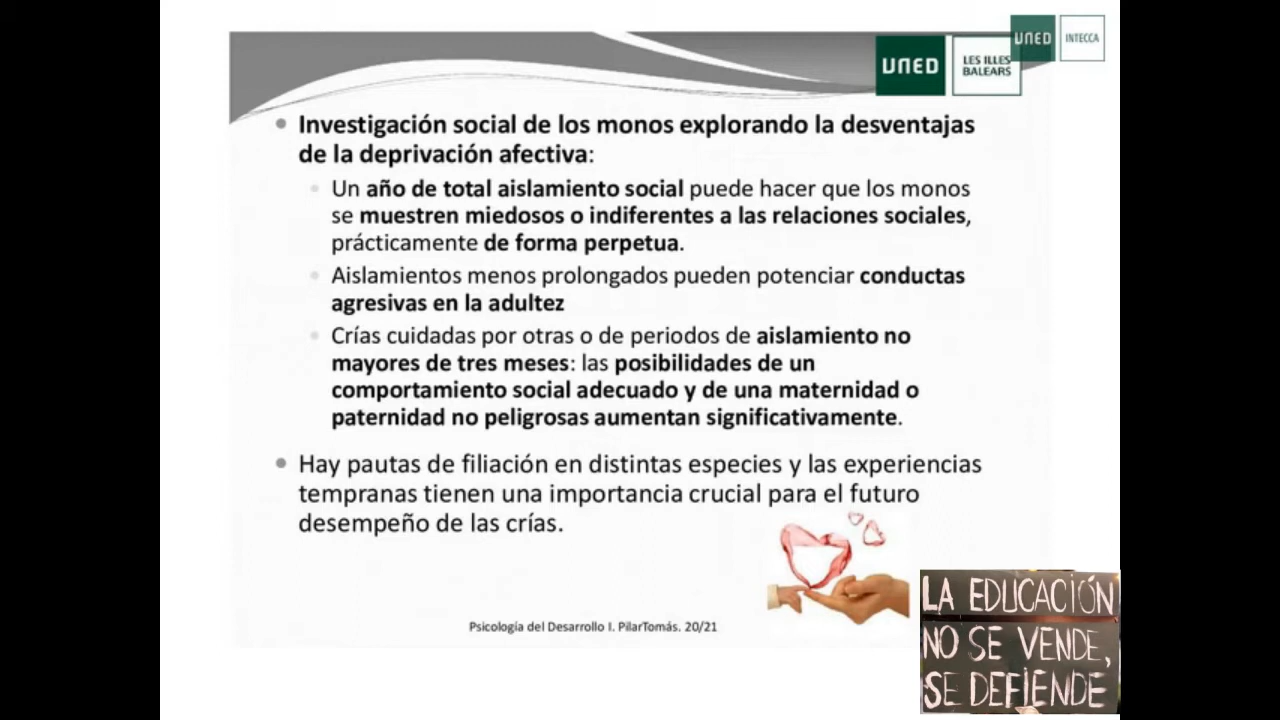 UNED
INTECCA
UNED
LES ILLES
BALEARS
Investigación social de los monos explorando la desventajas
de la deprivación afectiva:
Un año de total aislamiento social puede hacer que los monos
se muestren miedosos o indiferentes a las relaciones sociales,
prácticamente de forma perpetua.
Aislamientos menos prolongados pueden potenciar conductas
agresivas en la adultez
Crías cuidadas por otras o de periodos de aislamiento no
mayores de tres meses: las posibilidades de un
comportamiento social adecuado y de una maternidad o
paternidad no peligrosas aumentan significativamente.
Hay pautas de filiación en distintas especies y las experiencias
tempranas tienen una importancia crucial para el futuro
desempeño de las crías.
Psicología del Desarrollo I. PilarTomás. 20/21
LA EDUCACIÓN
NO SE VENDE,
SE DEFIENDE